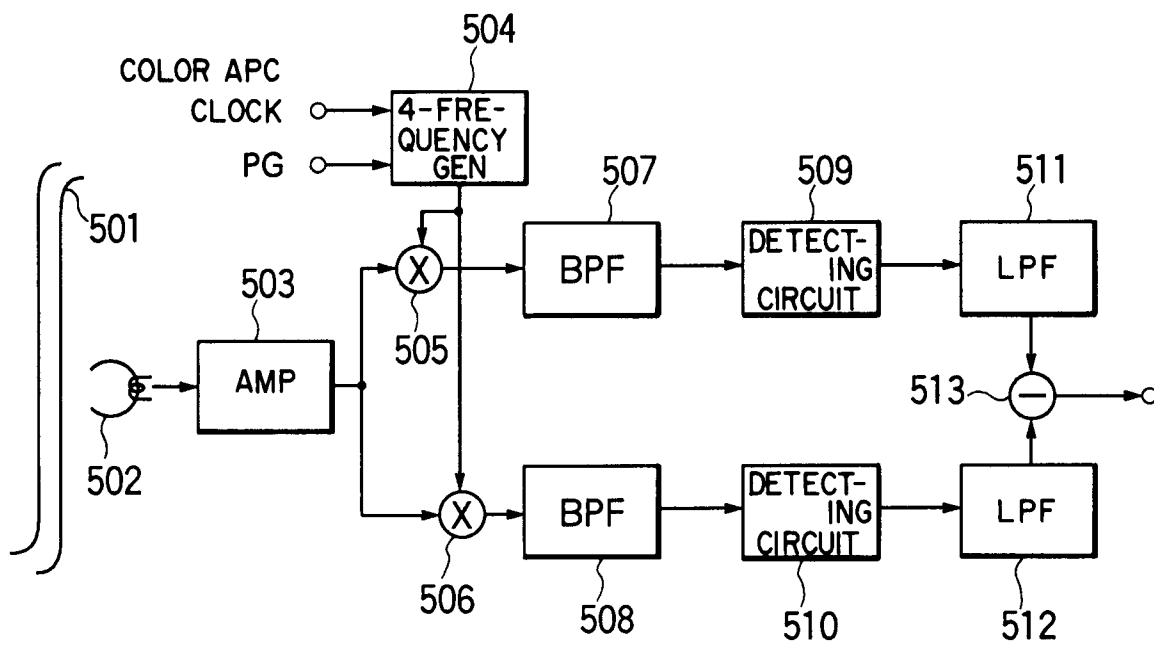 504
COLOR APC
CLOCK
PG
4-FRE-
QUENCY
GEN
501
507
509
511
X
BPF
DETECT-
ING
CIRCUIT
LPF
503
505
AMP
502
513
−
X
BPF
DETECT-
ING
CIRCUIT
LPF
506
508
510
512